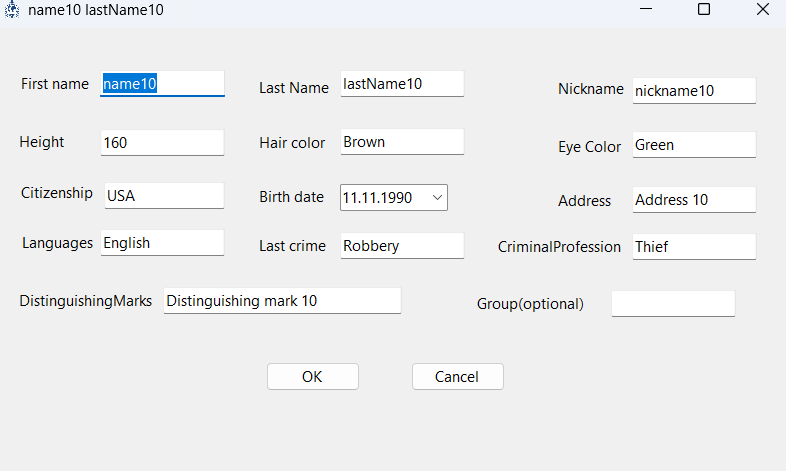 name10 lastName10
First name name10 Last Name lastName10 Nickname nickname10
Height 160 Hair color Brown Eye Color Green
Citizenship USA Birth date 11.11.1990 Address Address 10
Languages English Last crime Robbery CriminalProfession Thief
DistinguishingMarks Distinguishing mark 10 Group(optional)
OK Cancel